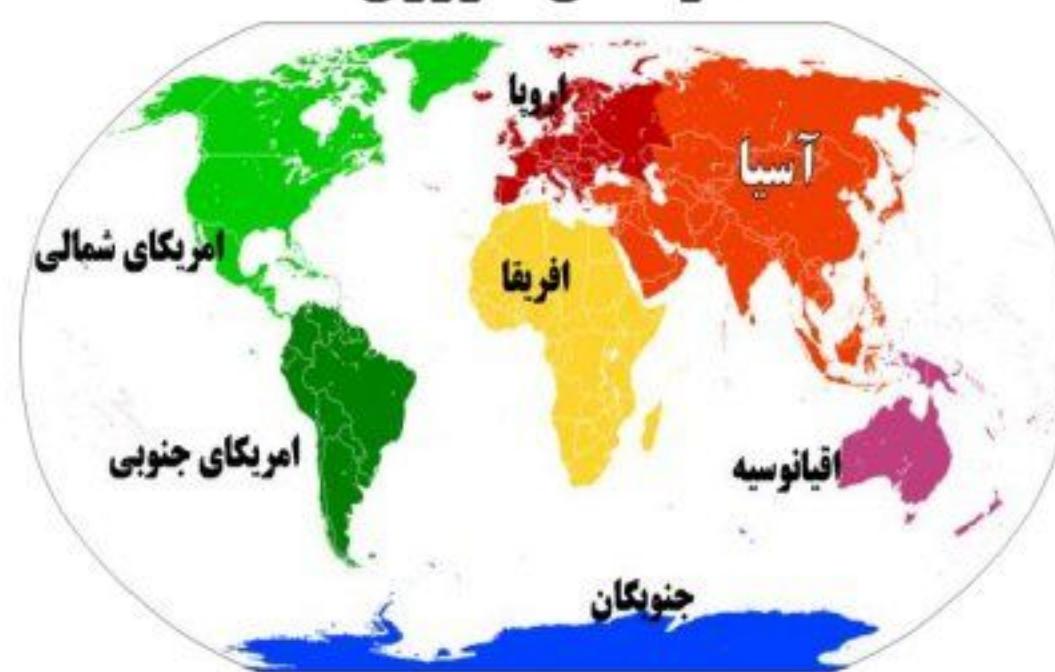 اروپا
آسیا
امریکای شمالی
افریقا
امریکای جنوبی
اقیانوسیه
جنوبگان